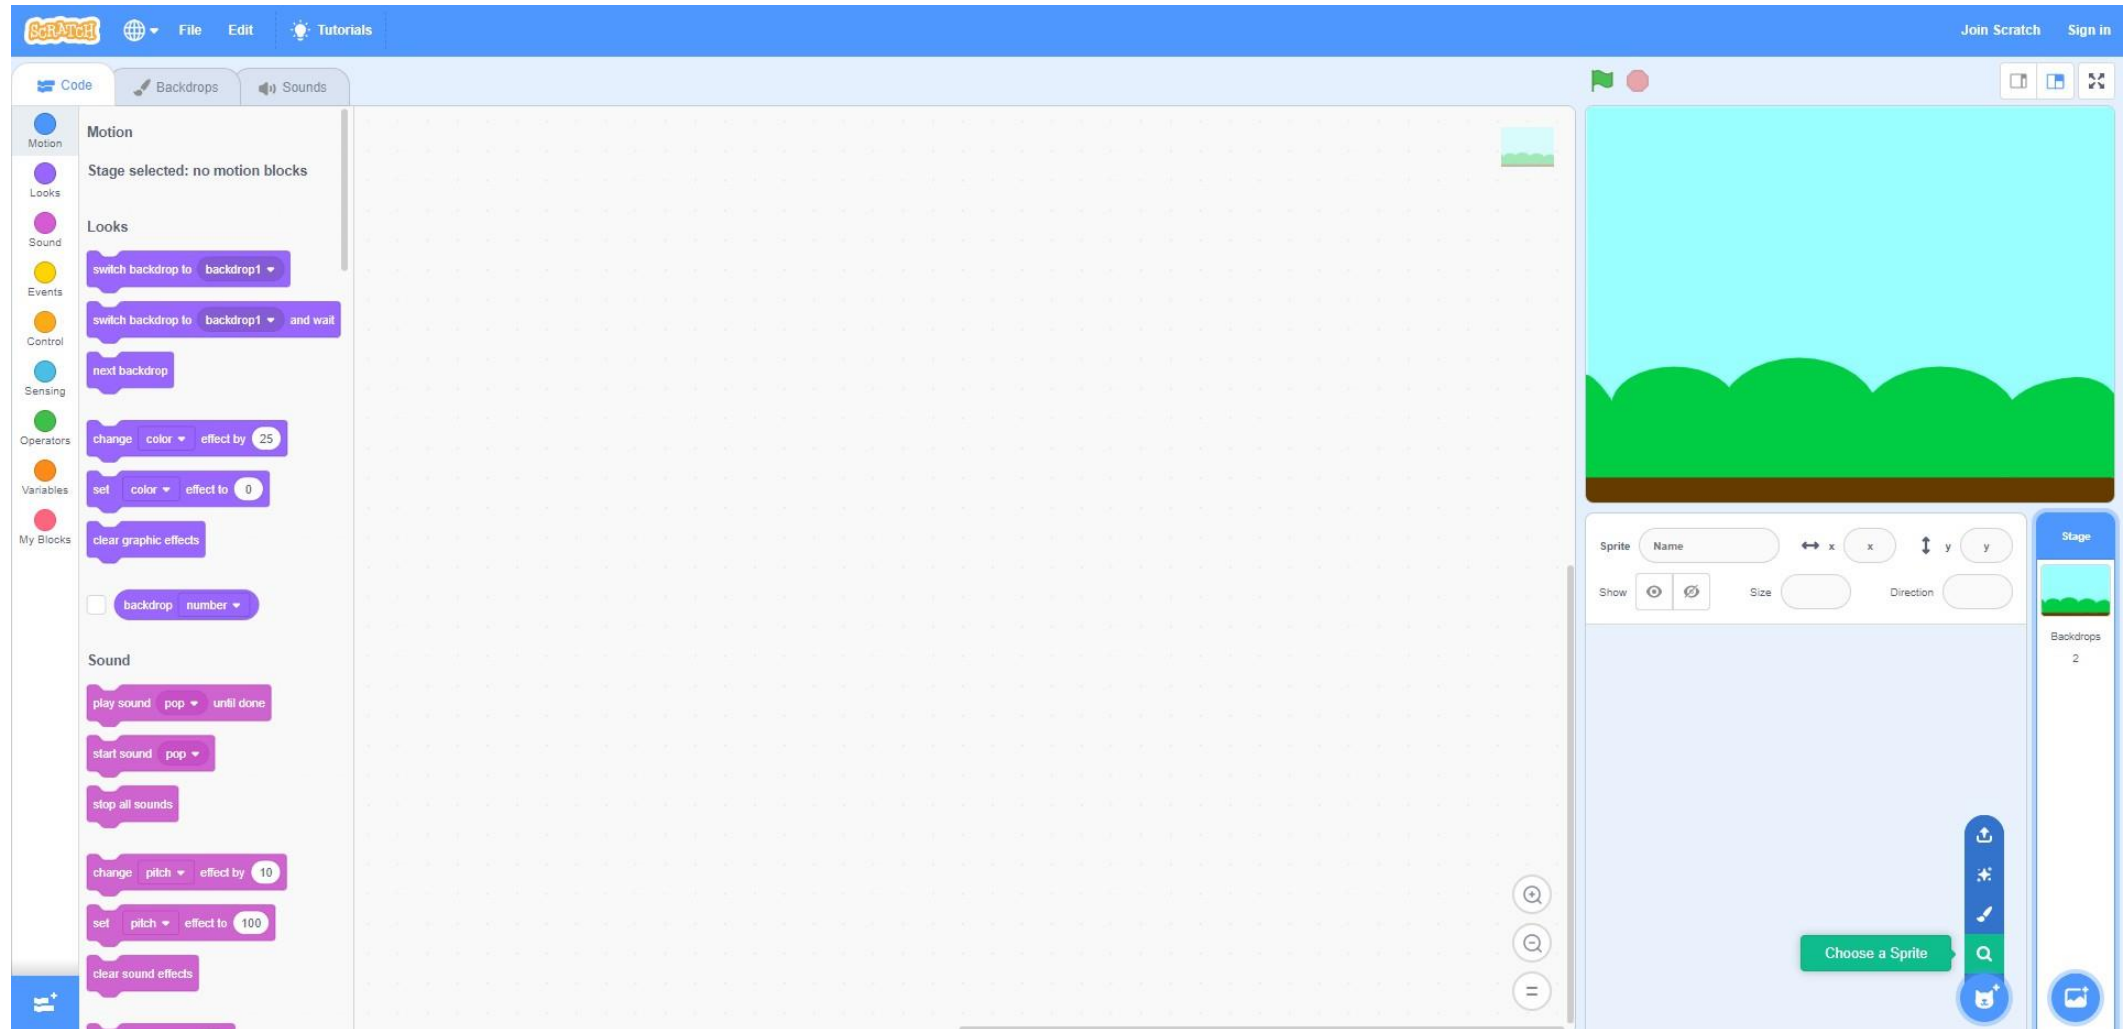 SCRATCH File Edit Tutorials Join Scratch Sign in
Code Backdrops Sounds
Motion
Looks
Sound
Events
Control
Sensing
Operators
Variables
My Blocks
Motion
Stage selected: no motion blocks
Looks
switch backdrop to backdrop1
switch backdrop to backdrop1 and wait
next backdrop
change color effect by 25
set color effect to 0
clear graphic effects
backdrop number
Sound
play sound pop until done
start sound pop
stop all sounds
change pitch effect by 10
set pitch effect to 100
clear sound effects
Sprite Name x x y y
Show Size Direction
Stage
Backdrops
2
Choose a Sprite